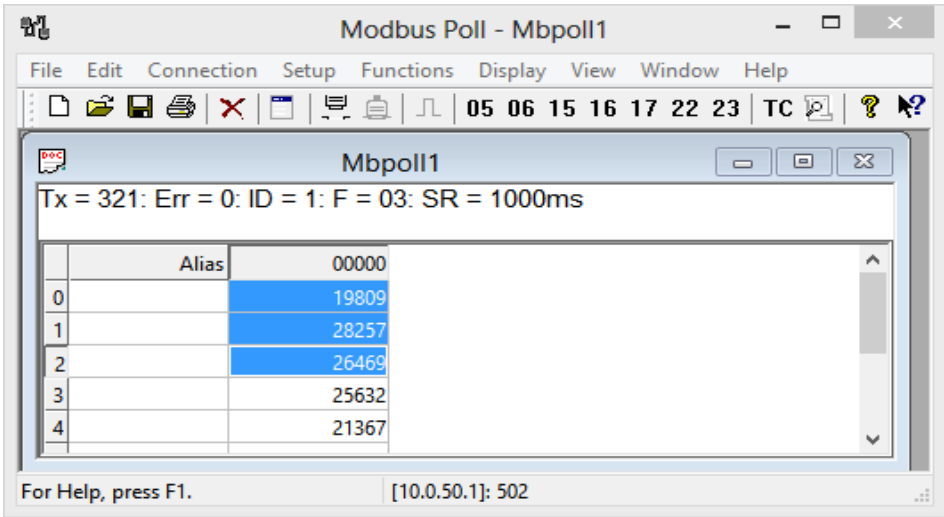 Modbus Poll - Mbpoll1
File Edit Connection Setup Functions Display View Window Help
05 06 15 16 17 22 23 TC
DOC Mbpoll1
Tx = 321: Err = 0: ID = 1: F = 03: SR = 1000ms
Alias 00000
0 19809
1 28257
2 26469
3 25632
4 21367
For Help, press F1. [10.0.50.1]: 502